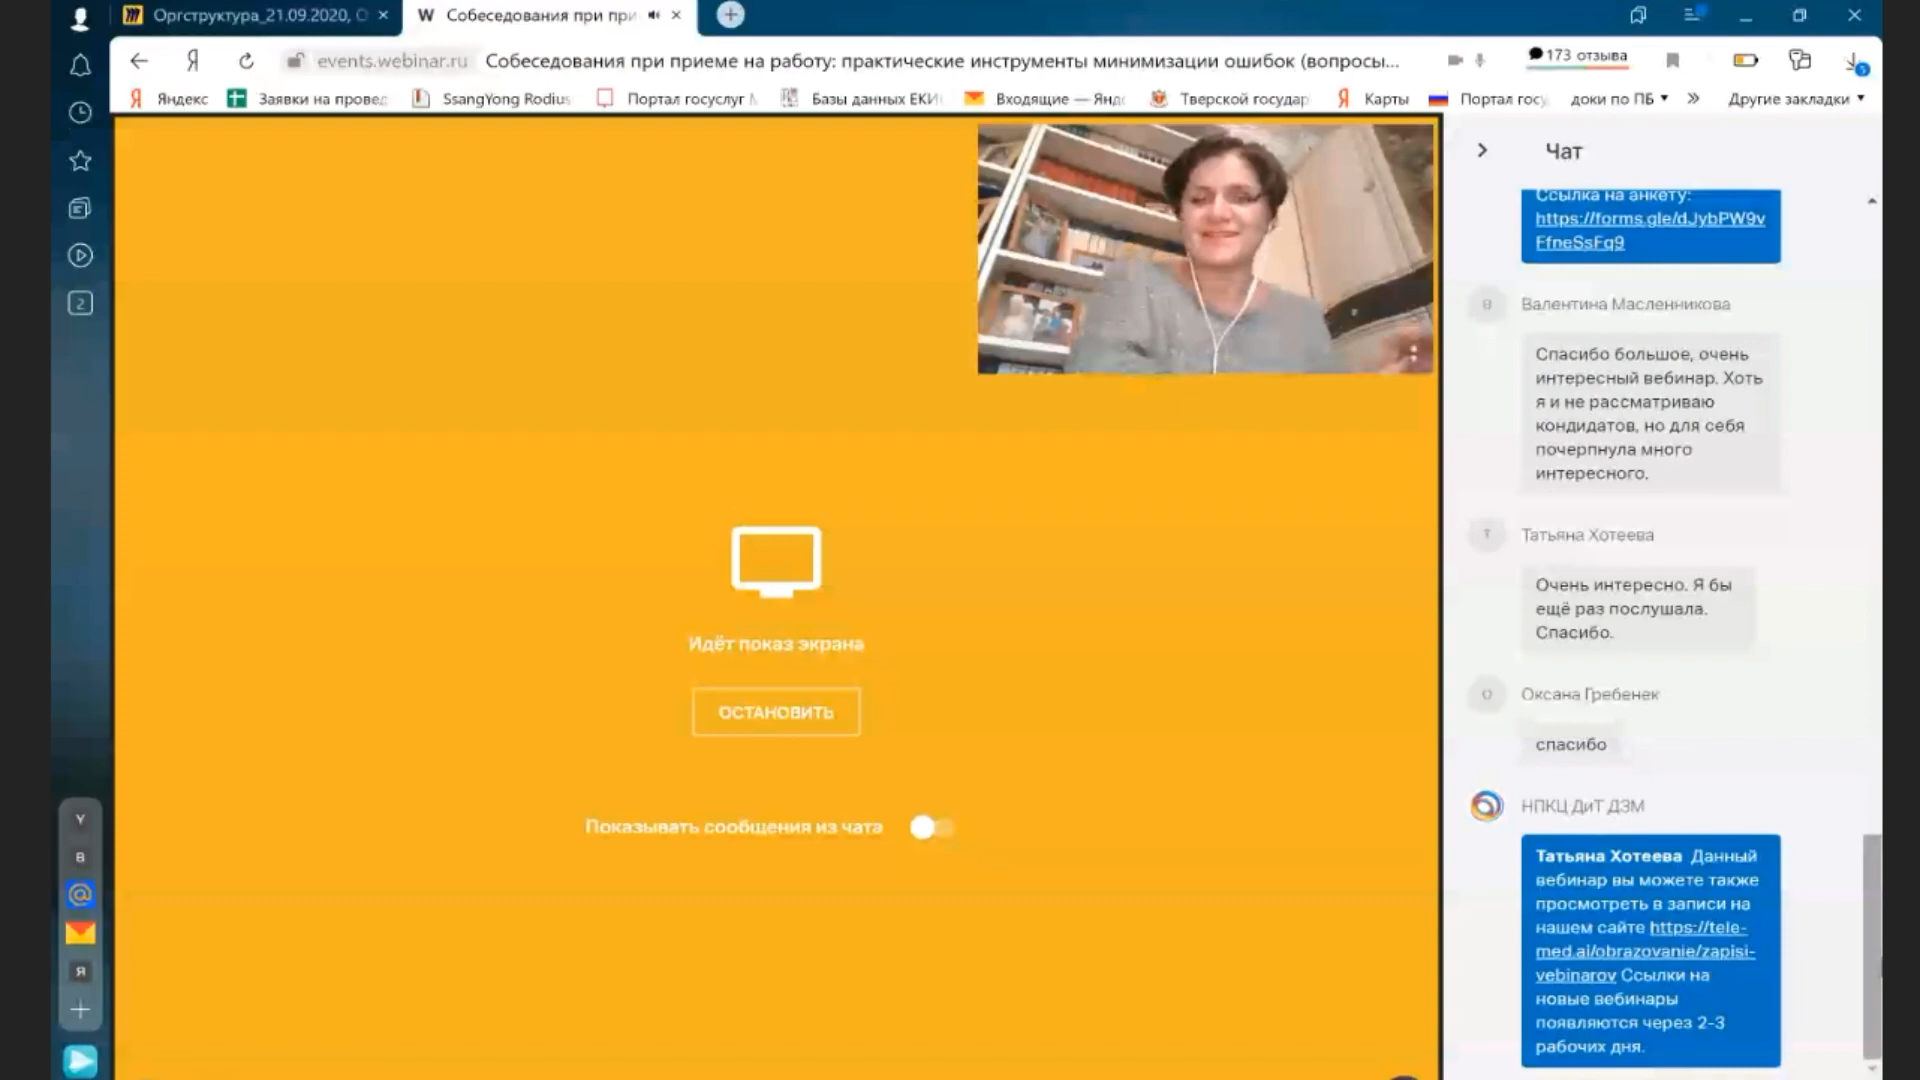 Оргструктура_21.09.2020,
W Собеседования при при
events.webinar.ru Собеседования при приеме на работу: практические инструменты минимизации ошибок (вопросы...
173 отзыва
Яндекс
Заявки на провед
SsangYong Rodius
Портал госуслуг
Базы данных ЕКИ
Входящие — Янд
Тверской государ
Карты
Портал госу
доки по ПБ
Другие закладки
2
Чат
Ссылка на анкету:
https://forms.gle/dJybPW9v
FfneSsFq9
В Валентина Масленникова
Спасибо большое, очень
интересный вебинар. Хоть
я и не рассматриваю
кондидатов, но для себя
почерпнула много
интересного.
Т Татьяна Хотеева
Очень интересно. Я бы
ещё раз послушала.
Спасибо.
О Оксана Гребенек
спасибо
НПКЦ ДиТ ДЗМ
Татьяна Хотеева Данный
вебинар вы можете также
просмотреть в записи на
нашем сайте https://tele-
med.ai/obrazovanie/zapisi-
vebinarov Ссылки на
новые вебинары
появляются через 2-3
рабочих дня.
Идёт показ экрана
ОСТАНОВИТЬ
Показывать сообщения из чата
Y
В
Я